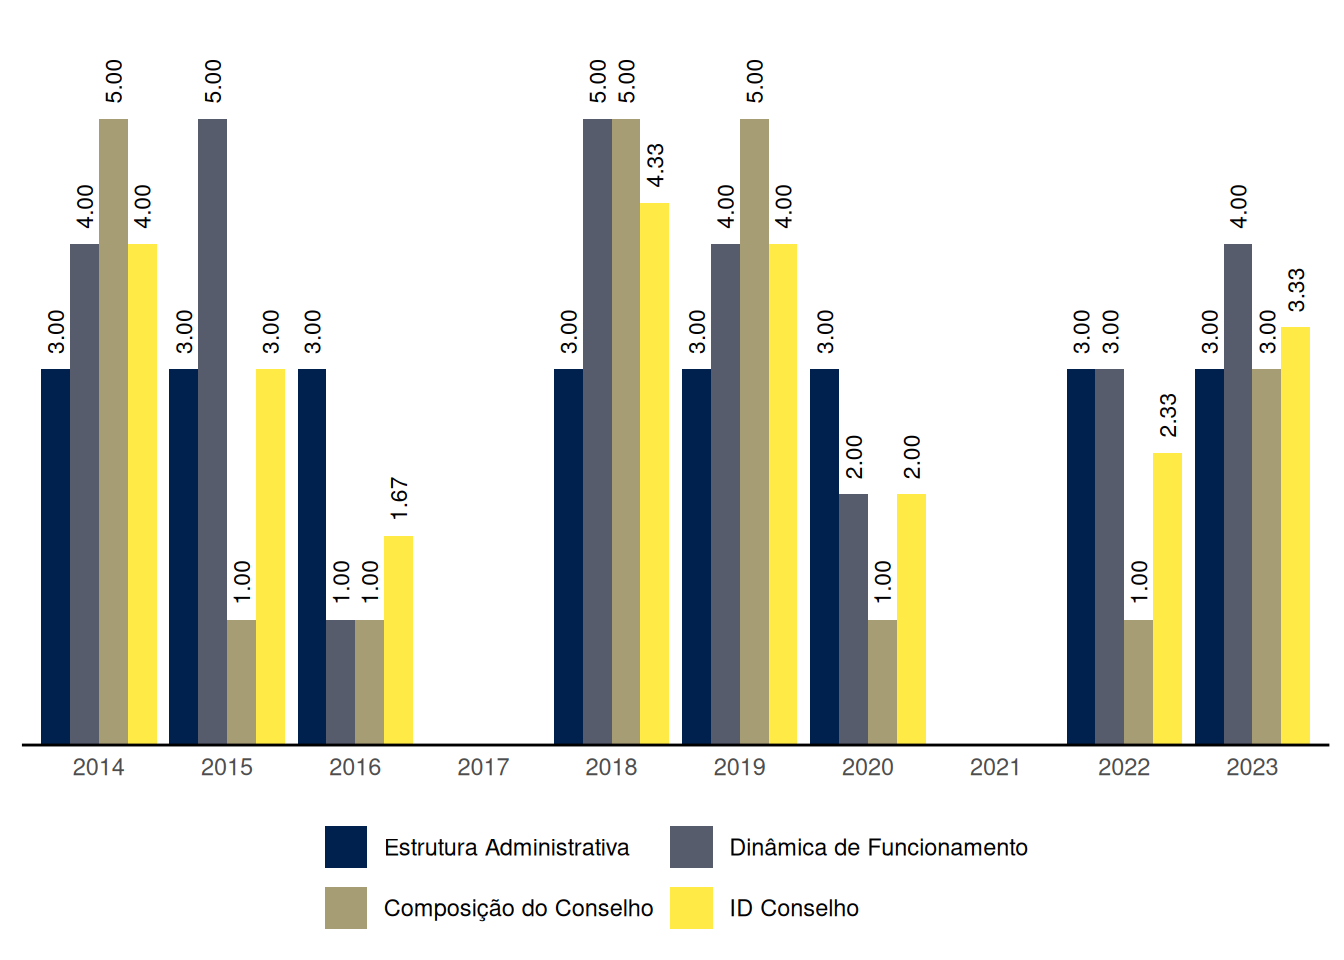 3.00 4.00 5.00 4.00
3.00 5.00 1.00 3.00
3.00 1.00 1.00 1.67
3.00 5.00 5.00 4.33
3.00 4.00 5.00 4.00
3.00 2.00 1.00 2.00
3.00 3.00 1.00 2.33
3.00 4.00 3.00 3.33
2014 2015 2016 2017 2018 2019 2020 2021 2022 2023
Estrutura Administrativa Dinâmica de Funcionamento
Composição do Conselho ID Conselho